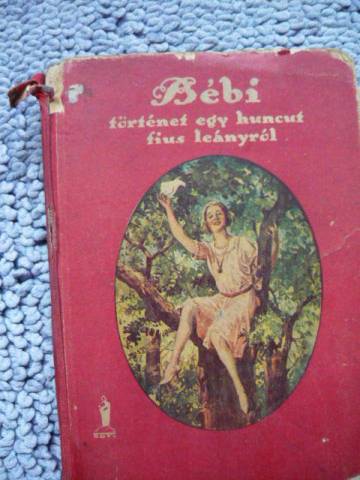 Bébi
történet egy huncut
fius leányról